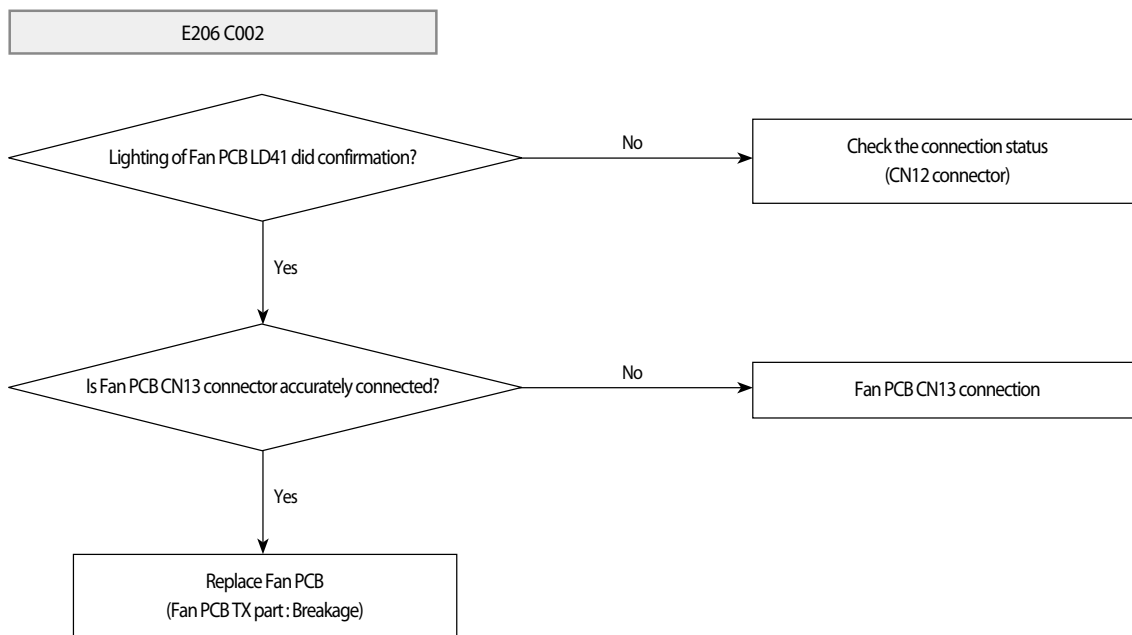 E206 C002
Lighting of Fan PCB LD41 did confirmation?
No
Check the connection status
(CN12 connector)
Yes
Is Fan PCB CN13 connector accurately connected?
No
Fan PCB CN13 connection
Yes
Replace Fan PCB
(Fan PCB TX part : Breakage)